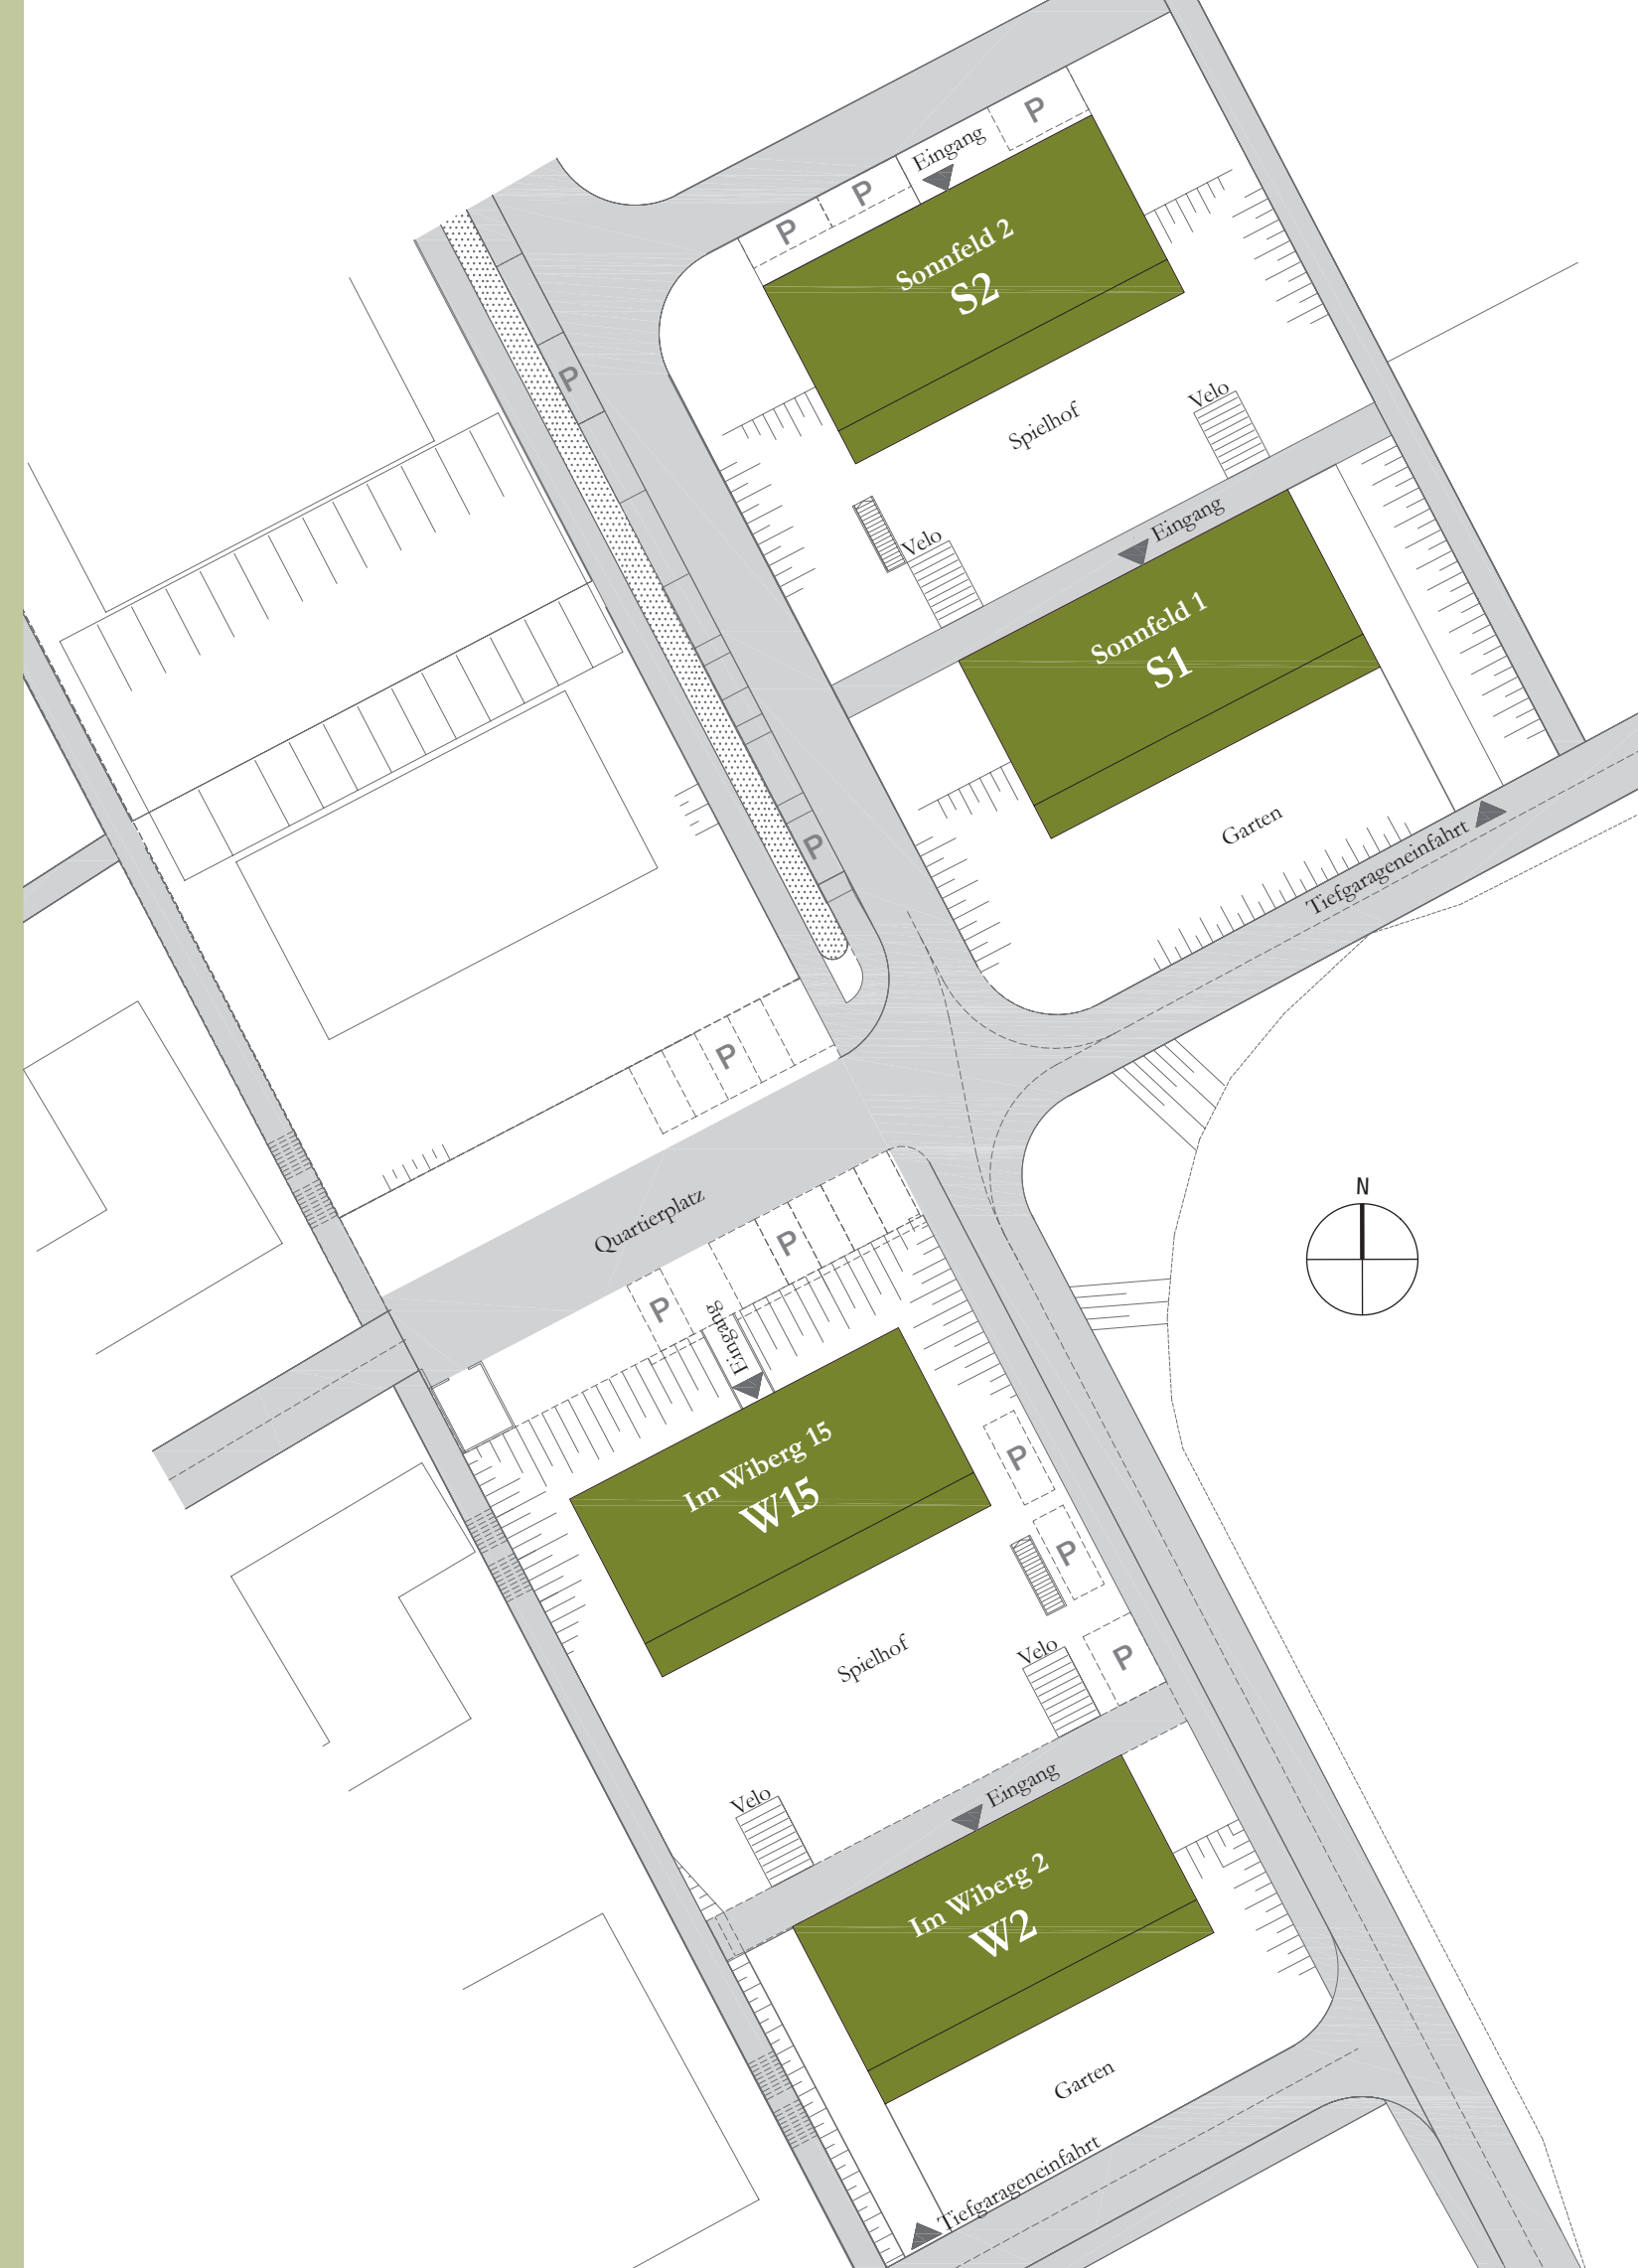 P
Eingang
P
P
Sonnfeld 2
S2
P
Velo
Spielhof
Eingang
Velo
Sonnfeld 1
S1
Garten
P
Tiefgarageneinfahrt
P
N
Quartierplatz
P
P
Eingang
Im Wiberg 15
W15
P
P
Spielhof
Velo
P
Velo
Eingang
Im Wiberg 2
W2
Garten
Tiefgarageneinfahrt